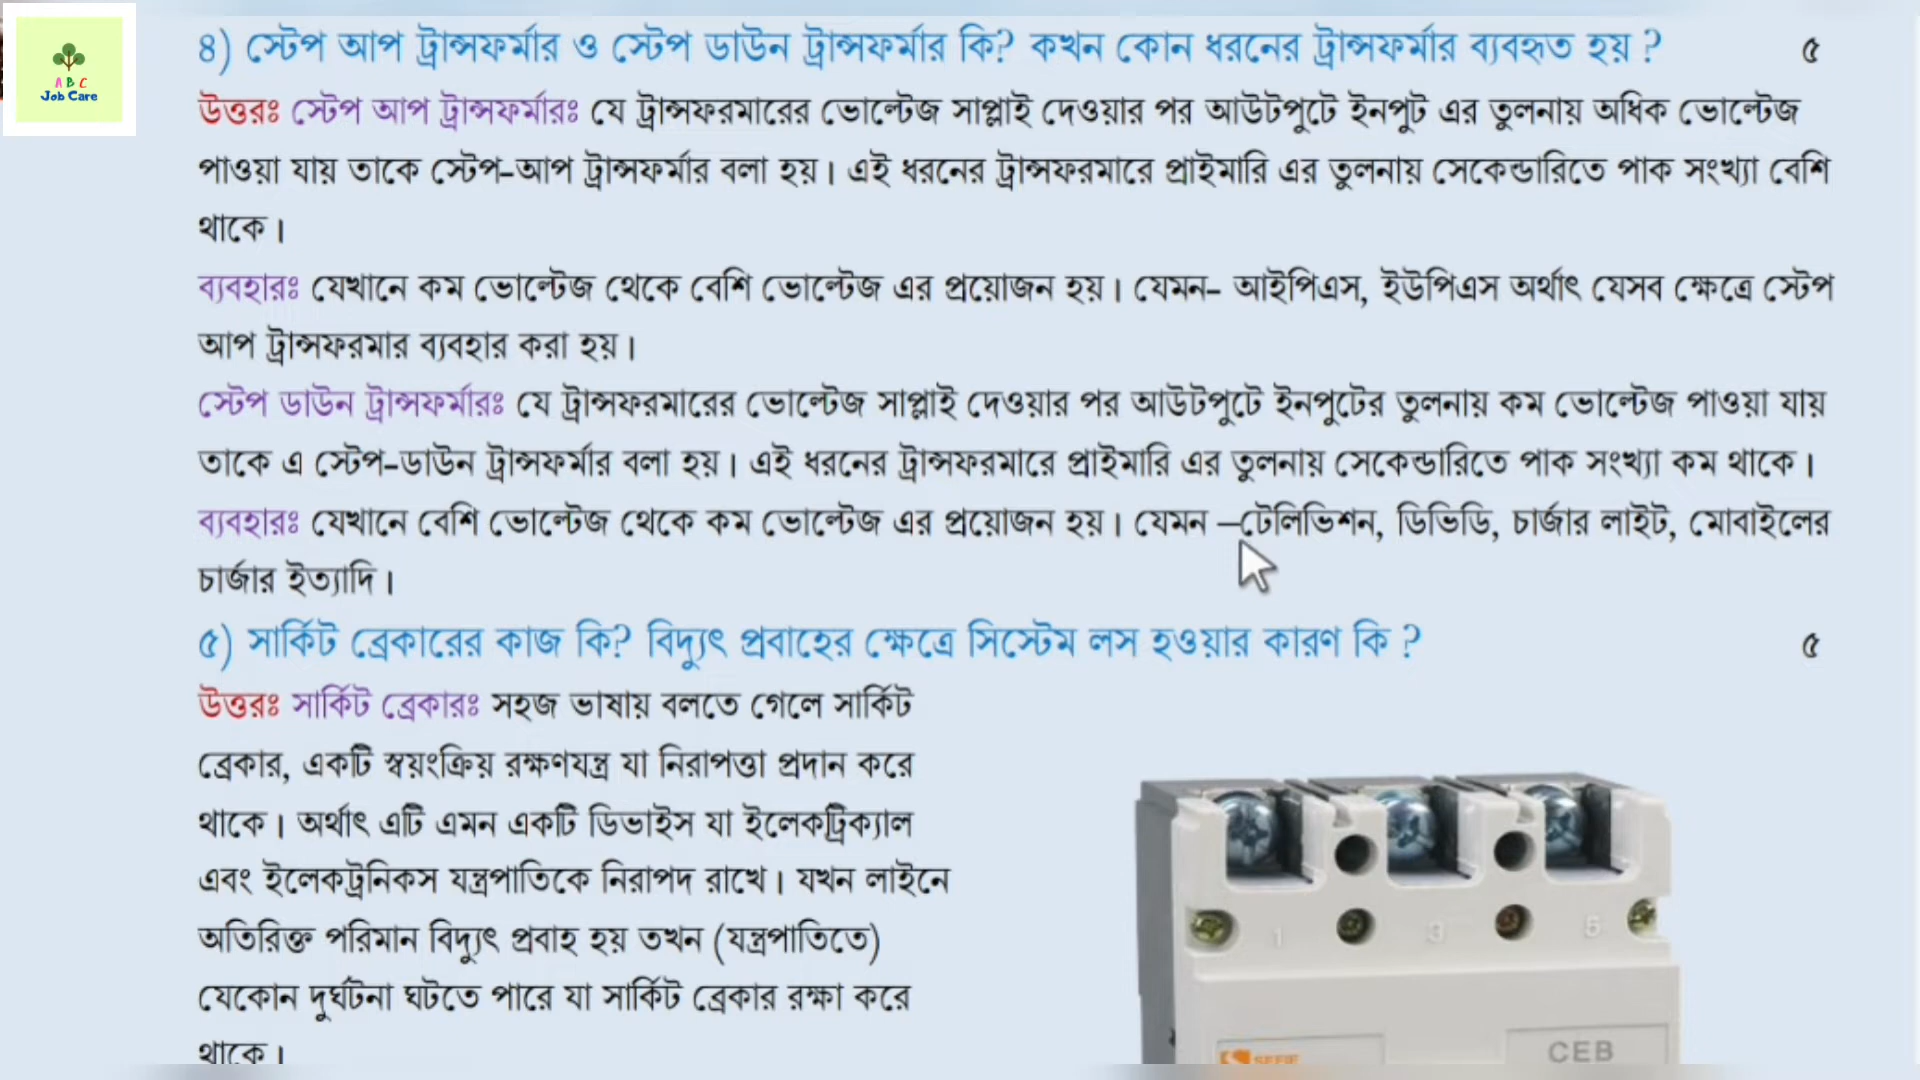 A B C
Job Care
৪) স্টেপ আপ ট্রান্সফর্মার ও স্টেপ ডাউন ট্রান্সফর্মার কি? কখন কোন ধরনের ট্রান্সফর্মার ব্যবহৃত হয় ? ৫
উত্তরঃ স্টেপ আপ ট্রান্সফর্মারঃ যে ট্রান্সফরমারের ভোল্টেজ সাপ্লাই দেওয়ার পর আউটপুটে ইনপুট এর তুলনায় অধিক ভোল্টেজ
পাওয়া যায় তাকে স্টেপ-আপ ট্রান্সফর্মার বলা হয়। এই ধরনের ট্রান্সফরমারে প্রাইমারি এর তুলনায় সেকেন্ডারিতে পাক সংখ্যা বেশি
থাকে।
ব্যবহারঃ যেখানে কম ভোল্টেজ থেকে বেশি ভোল্টেজ এর প্রয়োজন হয়। যেমন- আইপিএস, ইউপিএস অর্থাৎ যেসব ক্ষেত্রে স্টেপ
আপ ট্রান্সফরমার ব্যবহার করা হয়।
স্টেপ ডাউন ট্রান্সফর্মারঃ যে ট্রান্সফরমারের ভোল্টেজ সাপ্লাই দেওয়ার পর আউটপুটে ইনপুটের তুলনায় কম ভোল্টেজ পাওয়া যায়
তাকে এ স্টেপ-ডাউন ট্রান্সফর্মার বলা হয়। এই ধরনের ট্রান্সফরমারে প্রাইমারি এর তুলনায় সেকেন্ডারিতে পাক সংখ্যা কম থাকে।
ব্যবহারঃ যেখানে বেশি ভোল্টেজ থেকে কম ভোল্টেজ এর প্রয়োজন হয়। যেমন –টেলিভিশন, ডিভিডি, চার্জার লাইট, মোবাইলের
চার্জার ইত্যাদি।
৫) সার্কিট ব্রেকারের কাজ কি? বিদ্যুৎ প্রবাহের ক্ষেত্রে সিস্টেম লস হওয়ার কারণ কি ? ৫
উত্তরঃ সার্কিট ব্রেকারঃ সহজ ভাষায় বলতে গেলে সার্কিট
ব্রেকার, একটি স্বয়ংক্রিয় রক্ষণযন্ত্র যা নিরাপত্তা প্রদান করে
থাকে। অর্থাৎ এটি এমন একটি ডিভাইস যা ইলেকট্রিক্যাল
এবং ইলেকট্রনিকস যন্ত্রপাতিকে নিরাপদ রাখে। যখন লাইনে
অতিরিক্ত পরিমান বিদ্যুৎ প্রবাহ হয় তখন (যন্ত্রপাতিতে)
যেকোন দুর্ঘটনা ঘটতে পারে যা সার্কিট ব্রেকার রক্ষা করে
থাকে।
1 3 5
CEB